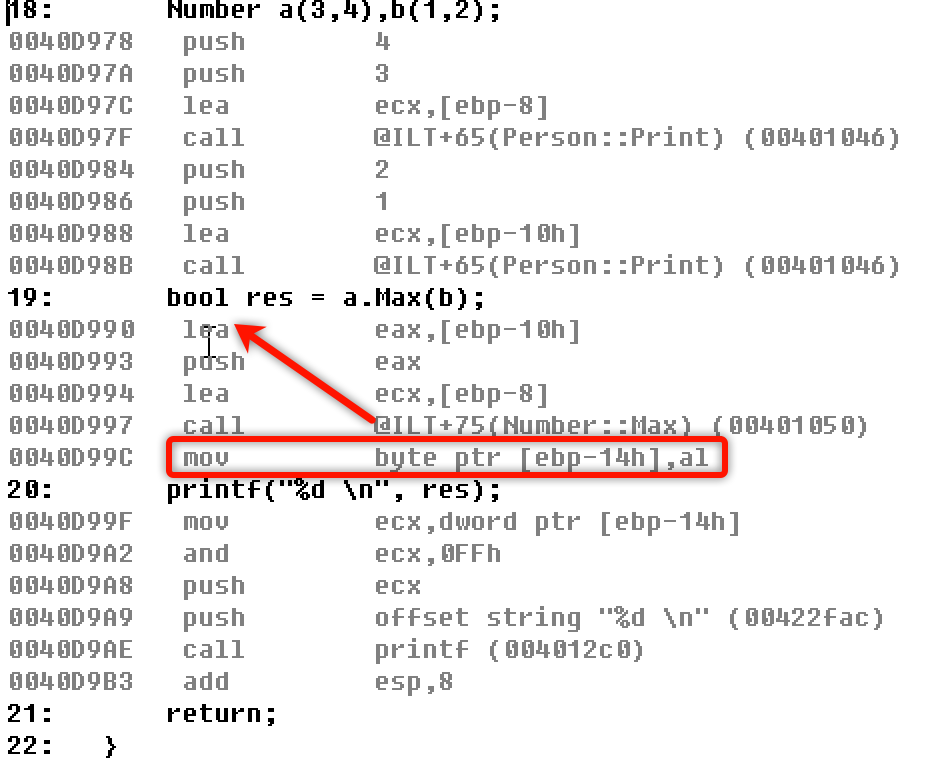 18: Number a(3,4),b(1,2);
0040D978 push 4
0040D97A push 3
0040D97C lea ecx,[ebp-8]
0040D97F call @ILT+65(Person::Print) (00401046)
0040D984 push 2
0040D986 push 1
0040D988 lea ecx,[ebp-10h]
0040D98B call @ILT+65(Person::Print) (00401046)
19: bool res = a.Max(b);
0040D990 lea eax,[ebp-10h]
0040D993 push eax
0040D994 lea ecx,[ebp-8]
0040D997 call @ILT+75(Number::Max) (00401050)
0040D99C mov byte ptr [ebp-14h],al
20: printf("%d \n", res);
0040D99F mov ecx,dword ptr [ebp-14h]
0040D9A2 and ecx,0FFh
0040D9A8 push ecx
0040D9A9 push offset string "%d \n" (00422fac)
0040D9AE call printf (004012c0)
0040D9B3 add esp,8
21: return;
22: }